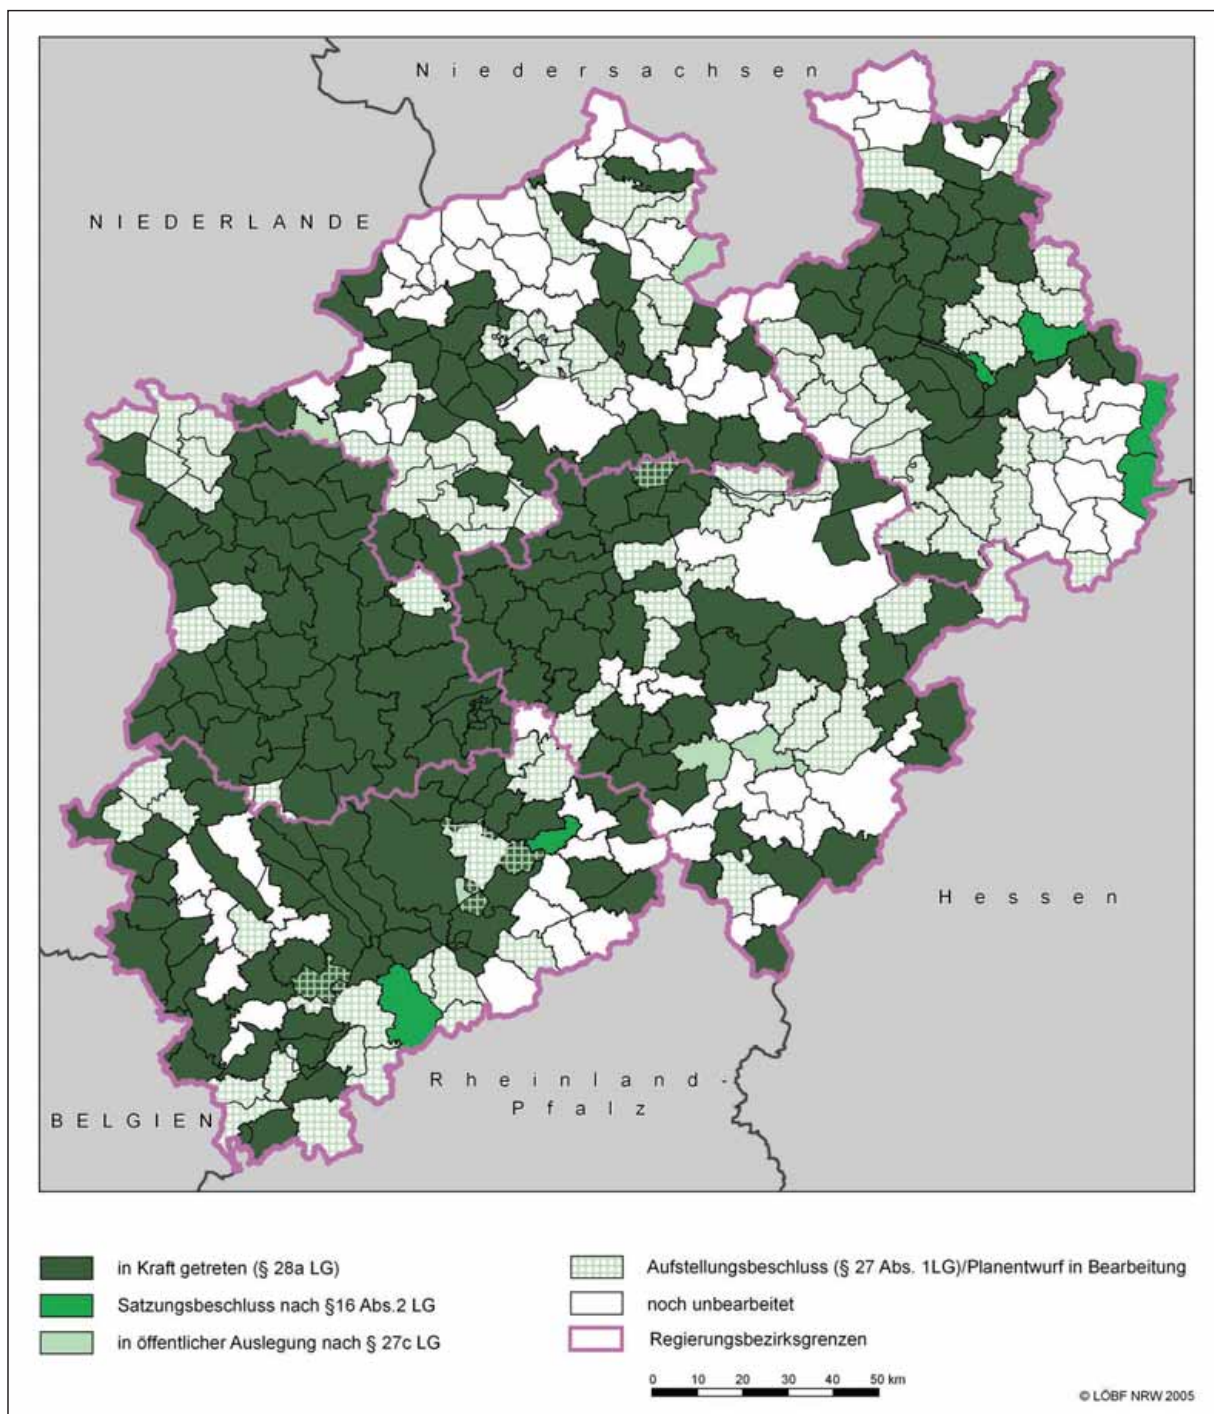 N i e d e r s a c h s e n
N I E D E R L A N D E
H e s s e n
R h e i n l a n d -
P f a l z
B E L G I E N
in Kraft getreten (§ 28a LG)
Satzungsbeschluss nach §16 Abs.2 LG
in öffentlicher Auslegung nach § 27c LG
Aufstellungsbeschluss (§ 27 Abs. 1LG)/Planentwurf in Bearbeitung
noch unbearbeitet
Regierungsbezirksgrenzen
0 10 20 30 40 50 km
© LÖBF NRW 2005